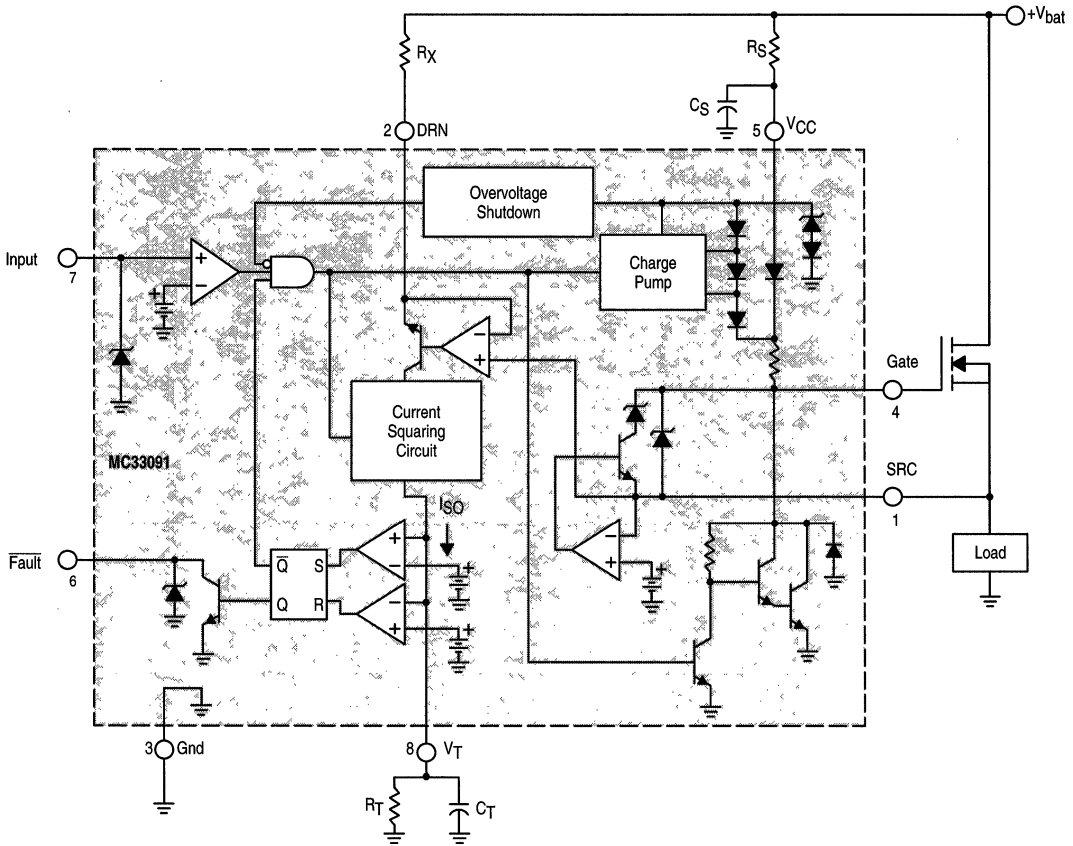 +Vbat
RX
RS
CS
2 DRN
5 VCC
Overvoltage
Shutdown
Input
7
+
−
+
Charge
Pump
−
+
Gate
4
Current
Squaring
Circuit
MC33091
SRC
1
ISQ
Fault
6
Q S
Q R
+
−
+
−
+
+
−
+
+
Load
3 Gnd
8 VT
RT
CT